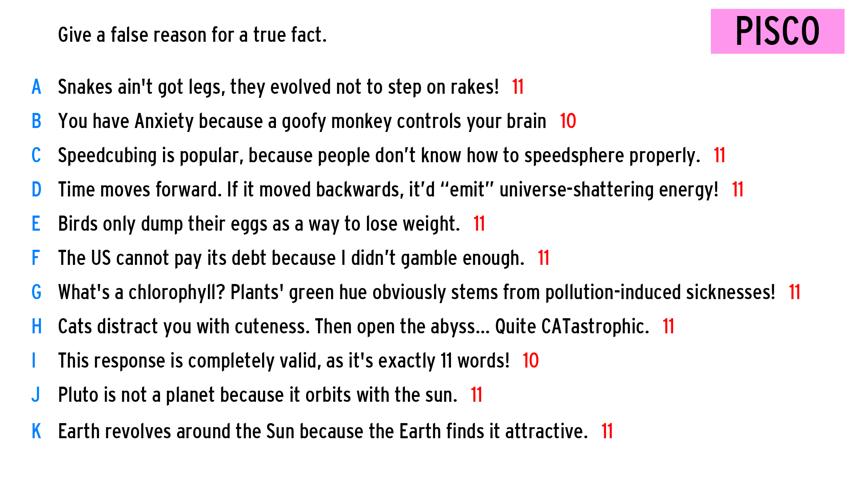 Give a false reason for a true fact.
PISCO
A Snakes ain't got legs, they evolved not to step on rakes! 11
B You have Anxiety because a goofy monkey controls your brain 10
C Speedcubing is popular, because people don’t know how to speedsphere properly. 11
D Time moves forward. If it moved backwards, it’d “emit” universe-shattering energy! 11
E Birds only dump their eggs as a way to lose weight. 11
F The US cannot pay its debt because I didn’t gamble enough. 11
G What's a chlorophyll? Plants' green hue obviously stems from pollution-induced sicknesses! 11
H Cats distract you with cuteness. Then open the abyss... Quite CATastrophic. 11
I This response is completely valid, as it's exactly 11 words! 10
J Pluto is not a planet because it orbits with the sun. 11
K Earth revolves around the Sun because the Earth finds it attractive. 11